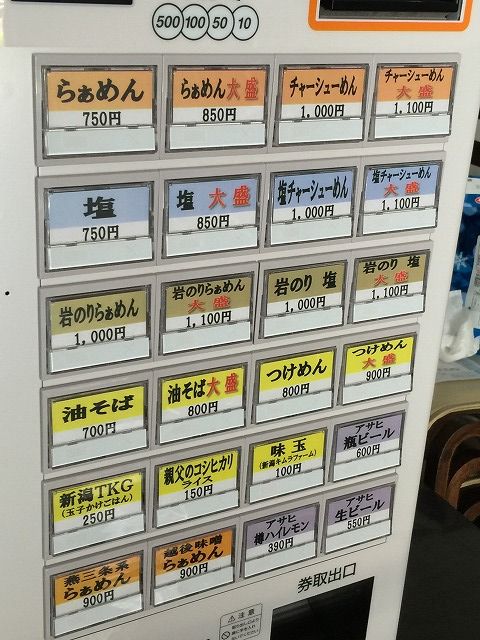 500 100 50 10
らぁめん
750円
らぁめん大盛
850円
チャーシューめん
1,000円
チャーシューめん
大盛
1,100円
塩
750円
塩 大盛
850円
塩チャーシューめん
1,000円
塩チャーシューめん
大盛
1,100円
岩のりらぁめん
1,000円
岩のりらぁめん
大盛
1,100円
岩のり 塩
1,000円
岩のり 塩
大盛
1,100円
油そば
700円
油そば大盛
800円
つけめん
800円
つけめん
大盛
900円
新潟TKG
(玉子かけごはん)
250円
親父のコシヒカリ
ライス
150円
味玉
(新潟キムラファーム)
100円
アサヒ
瓶ビール
600円
燕三条系
らぁめん
900円
越後味噌
らぁめん
900円
アサヒ
樽ハイレモン
390円
アサヒ
生ビール
550円
券取出口
注意